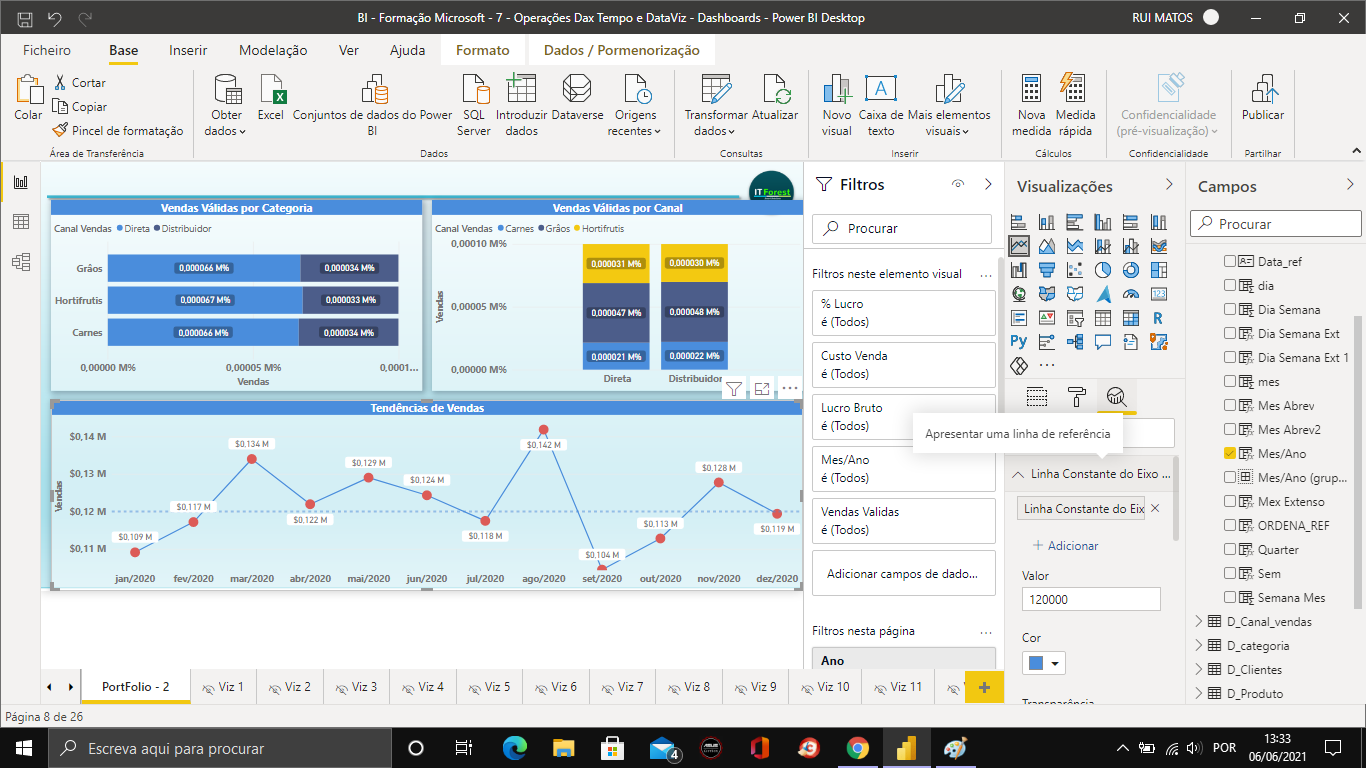 BI - Formação Microsoft - 7 - Operações Dax Tempo e DataViz - Dashboards - Power BI Desktop
RUI MATOS
Ficheiro
Base
Inserir
Modelação
Ver
Ajuda
Formato
Dados / Pormenorização
Colar
Cortar
Copiar
Pincel de formatação
Área de Transferência
Obter
dados
Excel
Conjuntos de dados do Power
BI
SQL
Server
Introduzir
dados
Dataverse
Origens
recentes
Dados
Transformar
dados
Atualizar
Consultas
Novo
visual
Caixa de
texto
Mais elementos
visuais
Inserir
Nova
medida
Medida
rápida
Cálculos
Confidencialidade
(pré-visualização)
Confidencialidade
Publicar
Partilhar
IT Forest
Vendas Válidas por Categoria
Canal Vendas Direta Distribuidor
Grãos
0,000066 M%
0,000034 M%
Hortifrutis
0,000067 M%
0,000033 M%
Carnes
0,000066 M%
0,000034 M%
0,00000 M%
0,00005 M%
0,0001...
Vendas
Vendas Válidas por Canal
Canal Vendas Carnes Grãos Hortifrutis
0,00010 M%
0,00005 M%
0,00000 M%
Vendas
0,000031 M%
0,000030 M%
0,000047 M%
0,000048 M%
0,000021 M%
0,000022 M%
Direta
Distribuidor
Tendências de Vendas
$0,14 M
$0,13 M
$0,12 M
$0,11 M
Vendas
$0,109 M
$0,117 M
$0,134 M
$0,122 M
$0,129 M
$0,124 M
$0,118 M
$0,142 M
$0,104 M
$0,113 M
$0,128 M
$0,119 M
jan/2020
fev/2020
mar/2020
abr/2020
mai/2020
jun/2020
jul/2020
ago/2020
set/2020
out/2020
nov/2020
dez/2020
Filtros
Procurar
Filtros neste elemento visual
...
% Lucro
é (Todos)
Custo Venda
é (Todos)
Lucro Bruto
é (Todos)
Mes/Ano
é (Todos)
Vendas Validas
é (Todos)
Adicionar campos de dado...
Filtros nesta página
...
Ano
Visualizações
R
Py
123
...
Apresentar uma linha de referência
Linha Constante do Eixo ...
Linha Constante do Eix
Adicionar
Valor
120000
Cor
Campos
Procurar
Data_ref
dia
Dia Semana
Dia Semana Ext
Dia Semana Ext 1
mes
Mes Abrev
Mes Abrev2
Mes/Ano
Mes/Ano (grup...
Mex Extenso
ORDENA_REF
Quarter
Sem
Semana Mes
D_Canal_vendas
D_categoria
D_Clientes
D_Produto
PortFolio - 2
Viz 1
Viz 2
Viz 3
Viz 4
Viz 5
Viz 6
Viz 7
Viz 8
Viz 9
Viz 10
Viz 11
Página 8 de 26
Escreva aqui para procurar
4
POR
13:33
06/06/2021